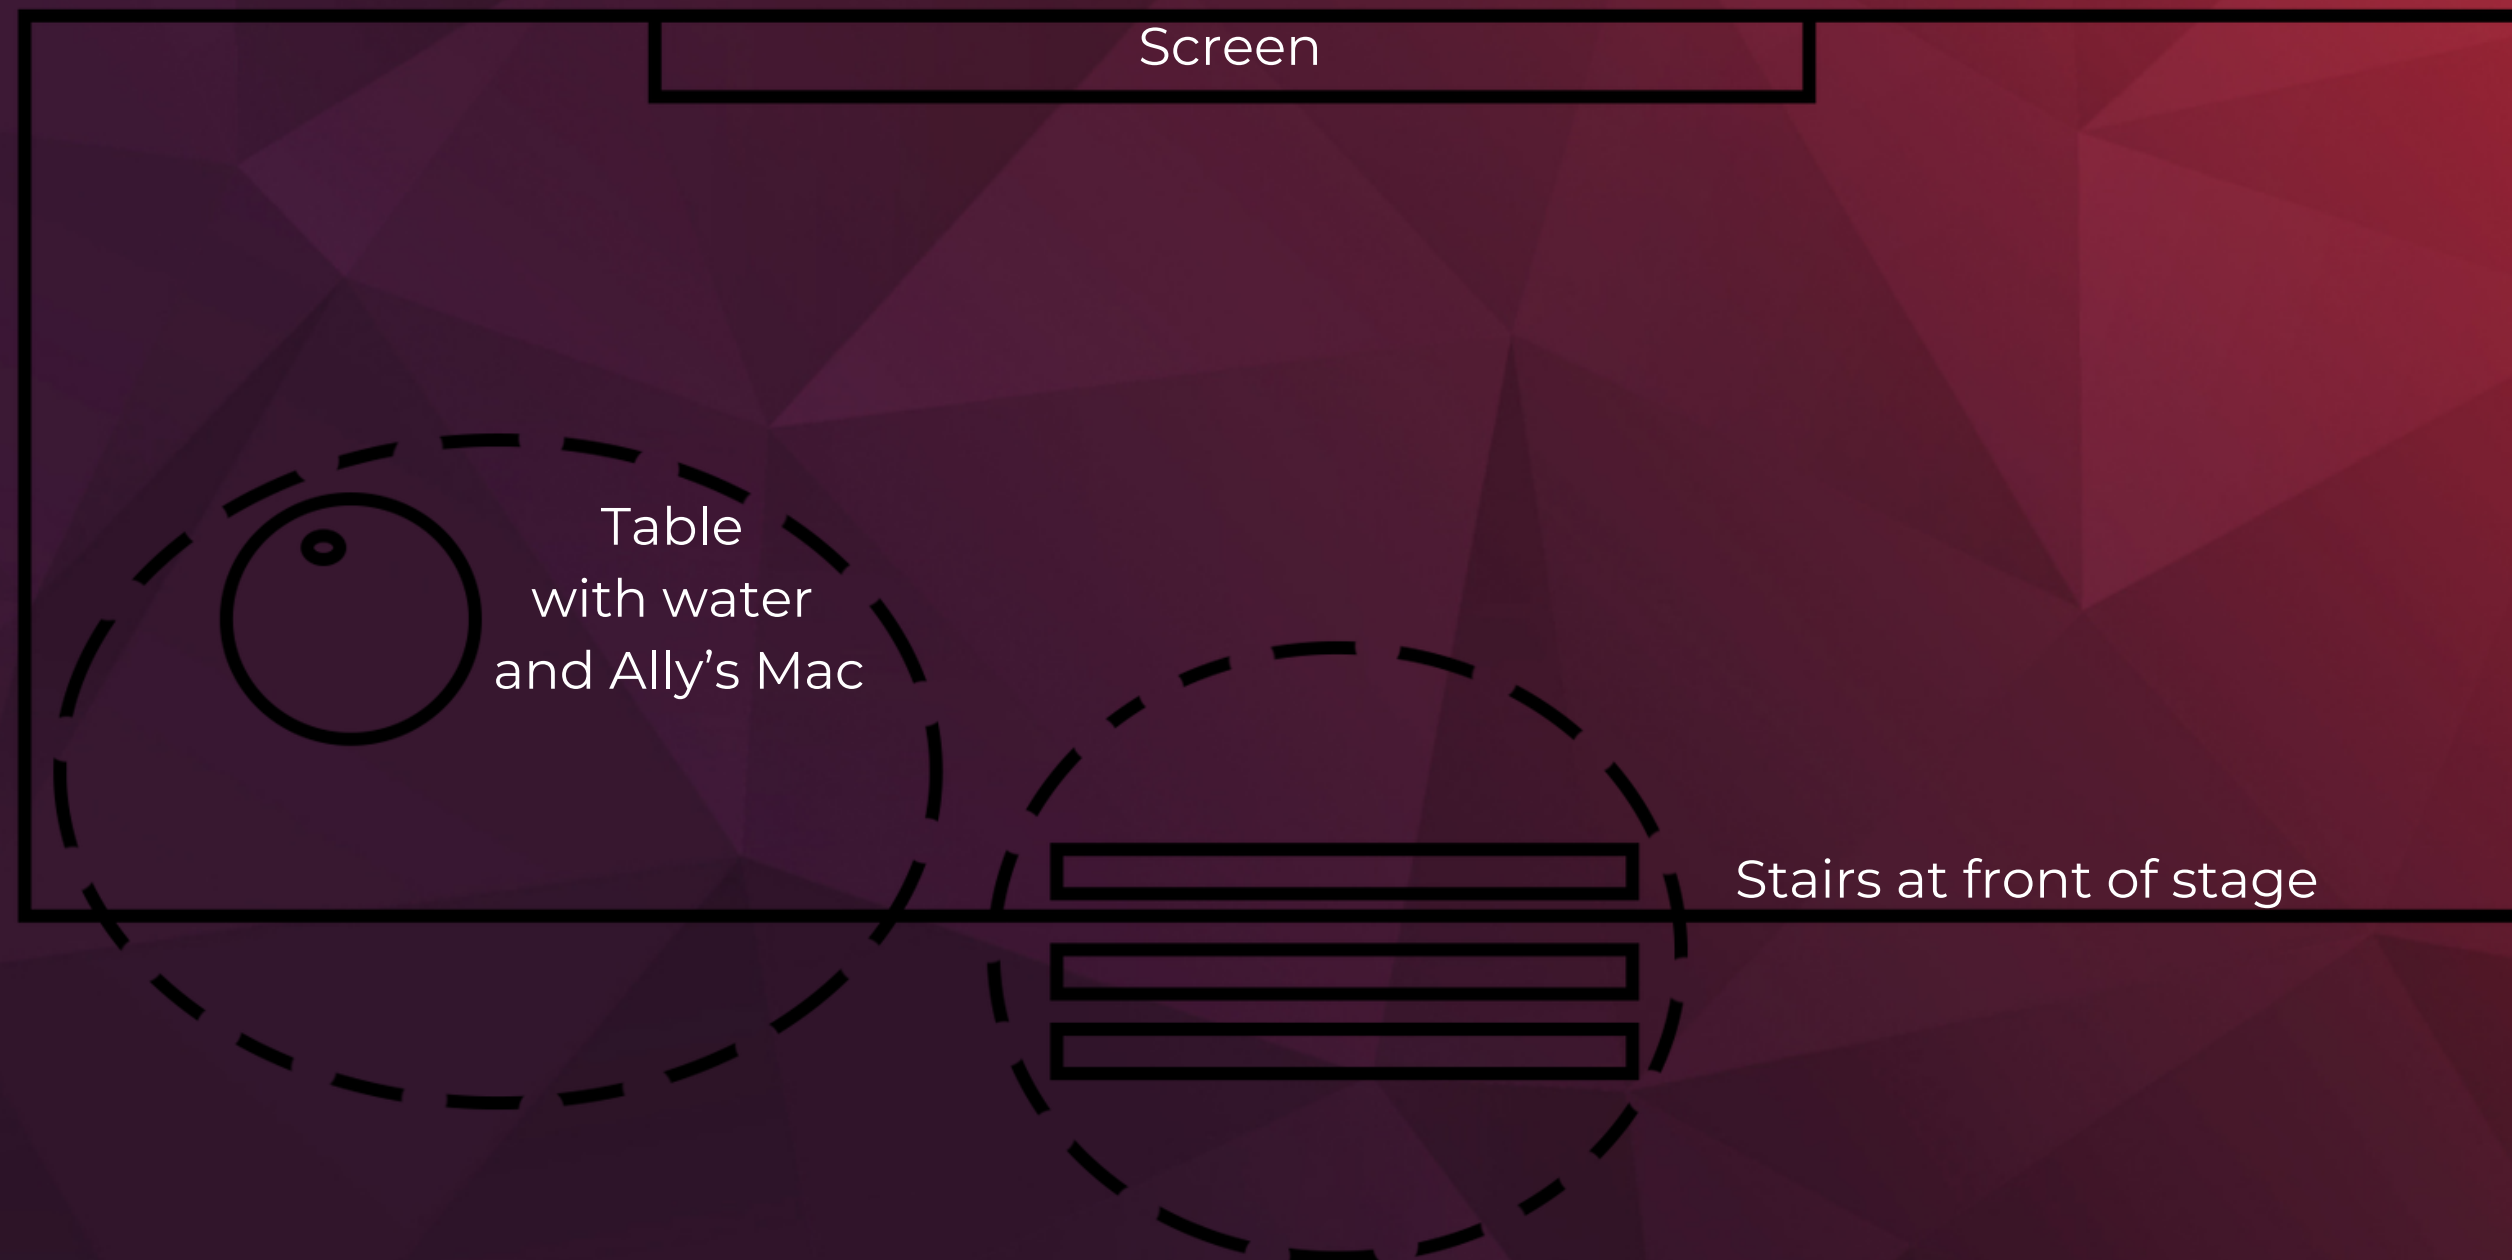 Screen
Table
with water
and Ally’s Mac
Stairs at front of stage